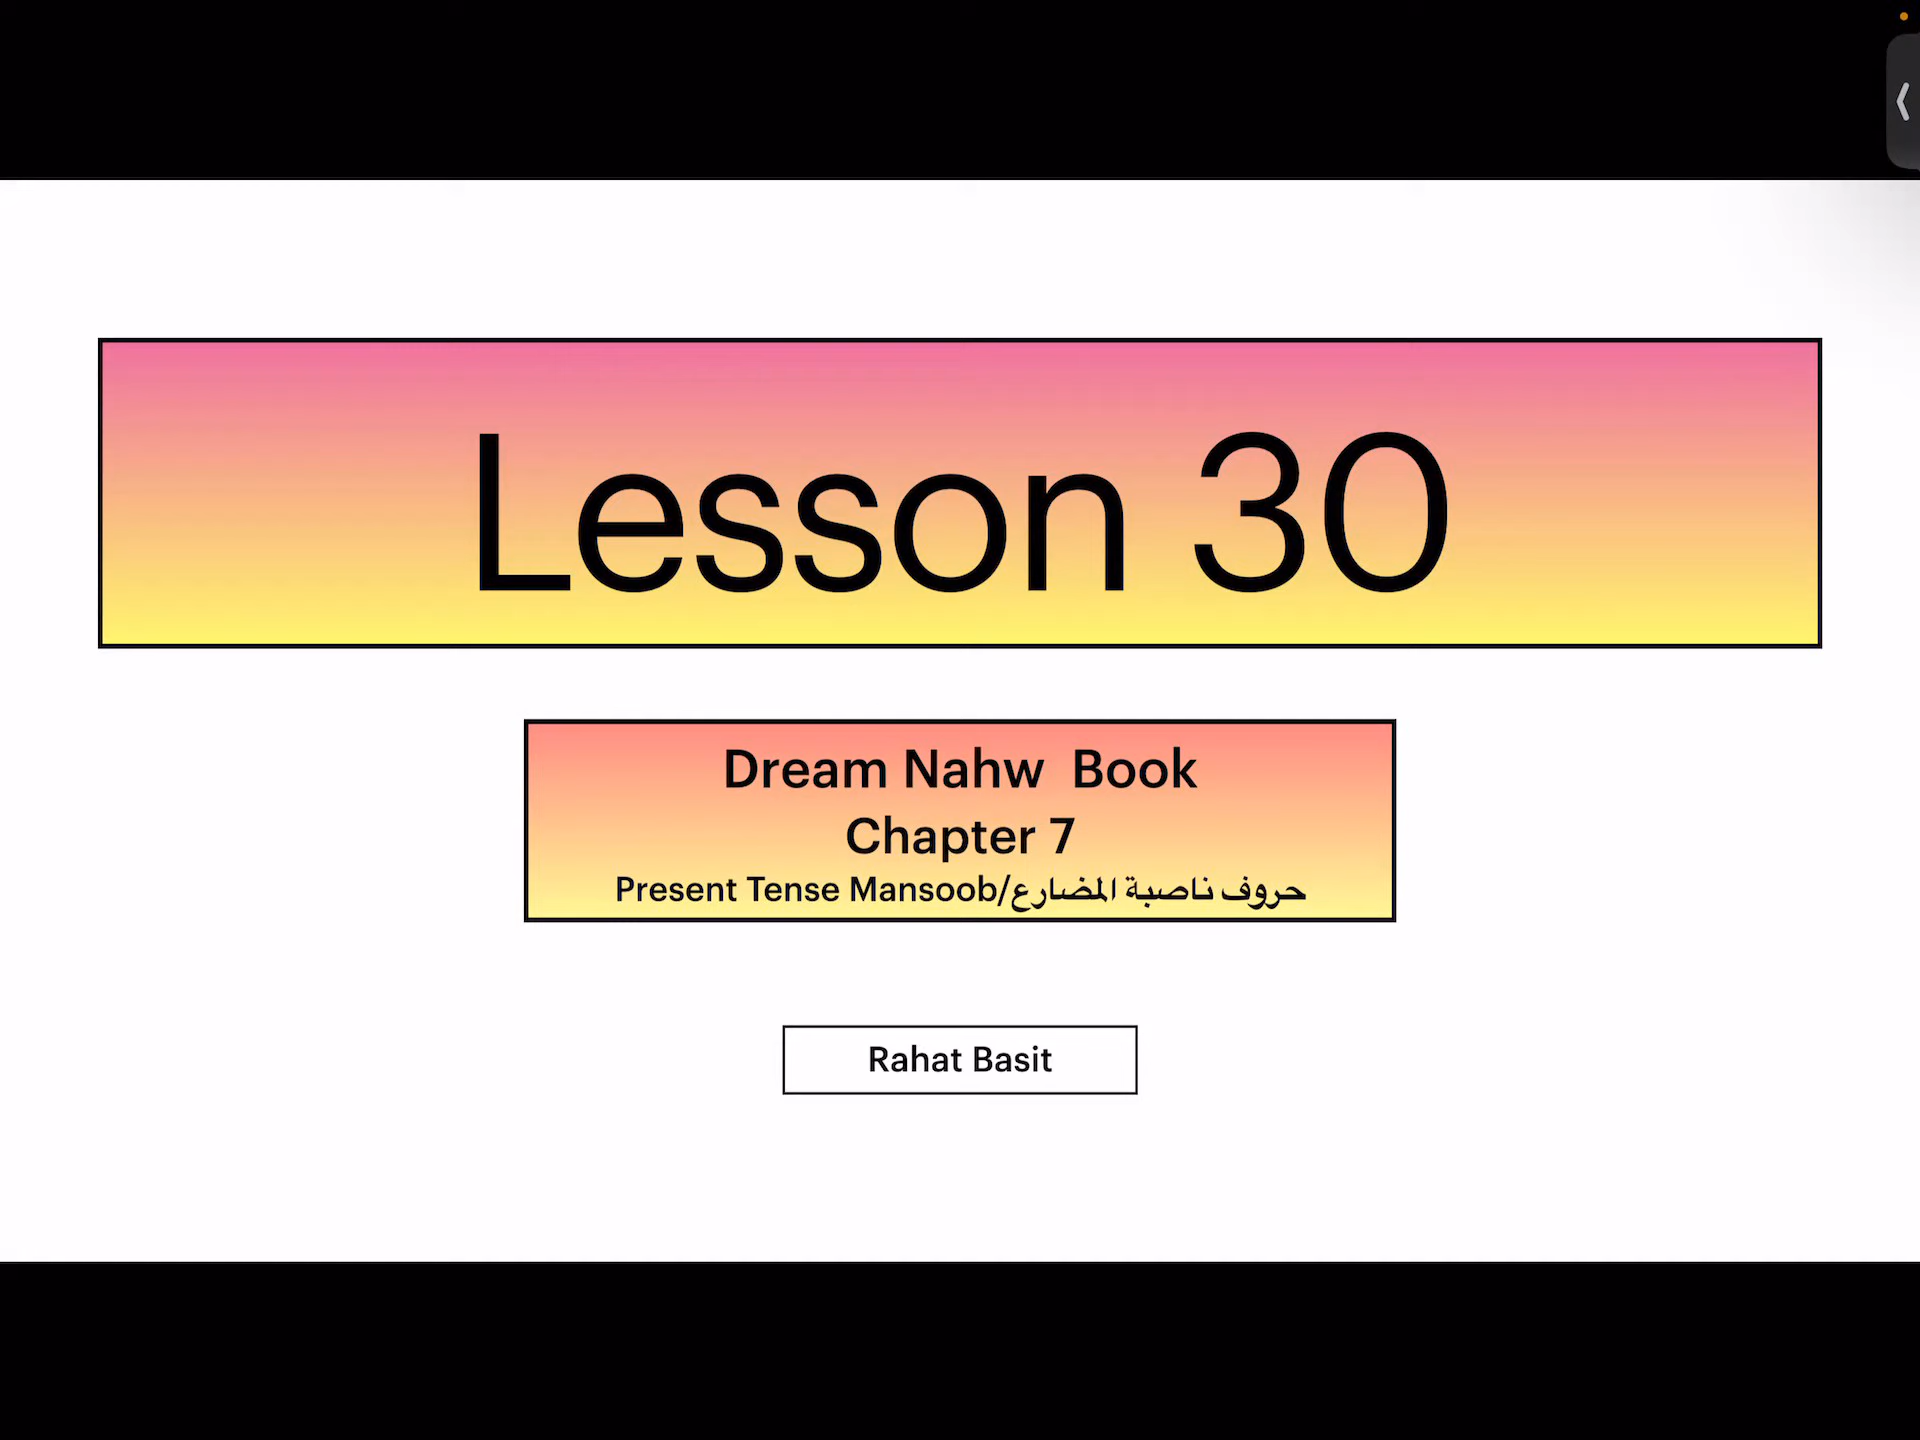 Lesson 30
Dream Nahw Book
Chapter 7
Present Tense Mansoob/حروف ناصبة المضارع
Rahat Basit